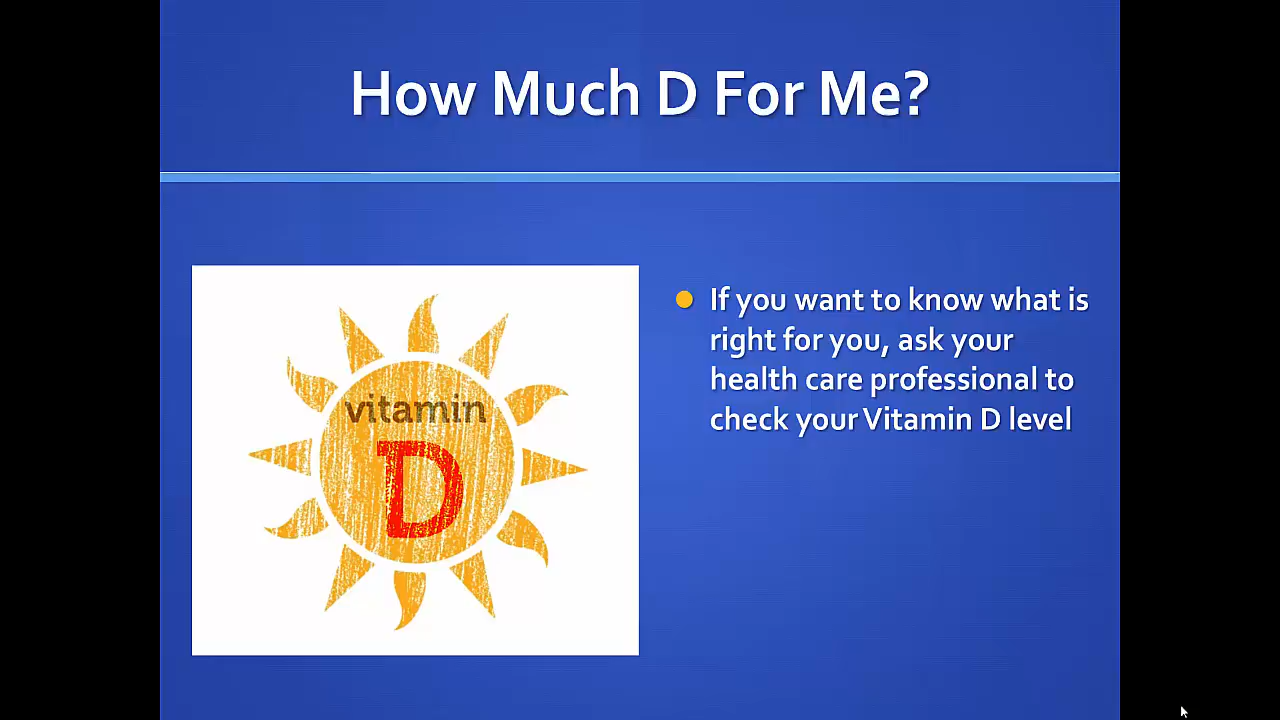 How Much D For Me?
vitamin
D
If you want to know what is
right for you, ask your
health care professional to
check your Vitamin D level